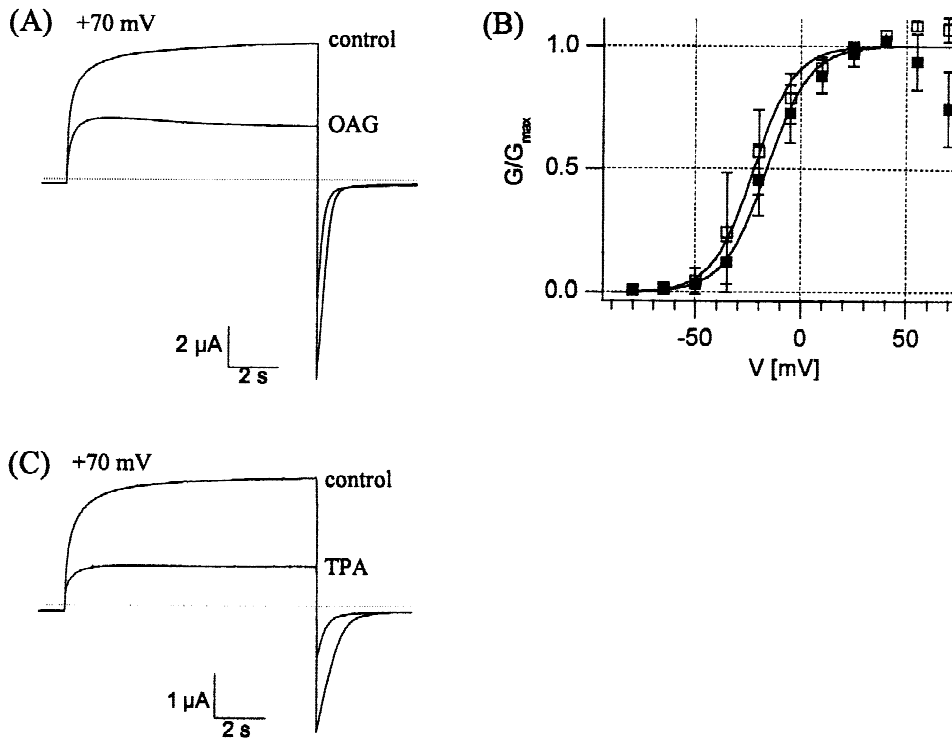 (A)
+70 mV
control
OAG
2 µA
2 s
(B)
1.0
0.5
0.0
G/Gmax
-50
0
50
V [mV]
(C)
+70 mV
control
TPA
1 µA
2 s